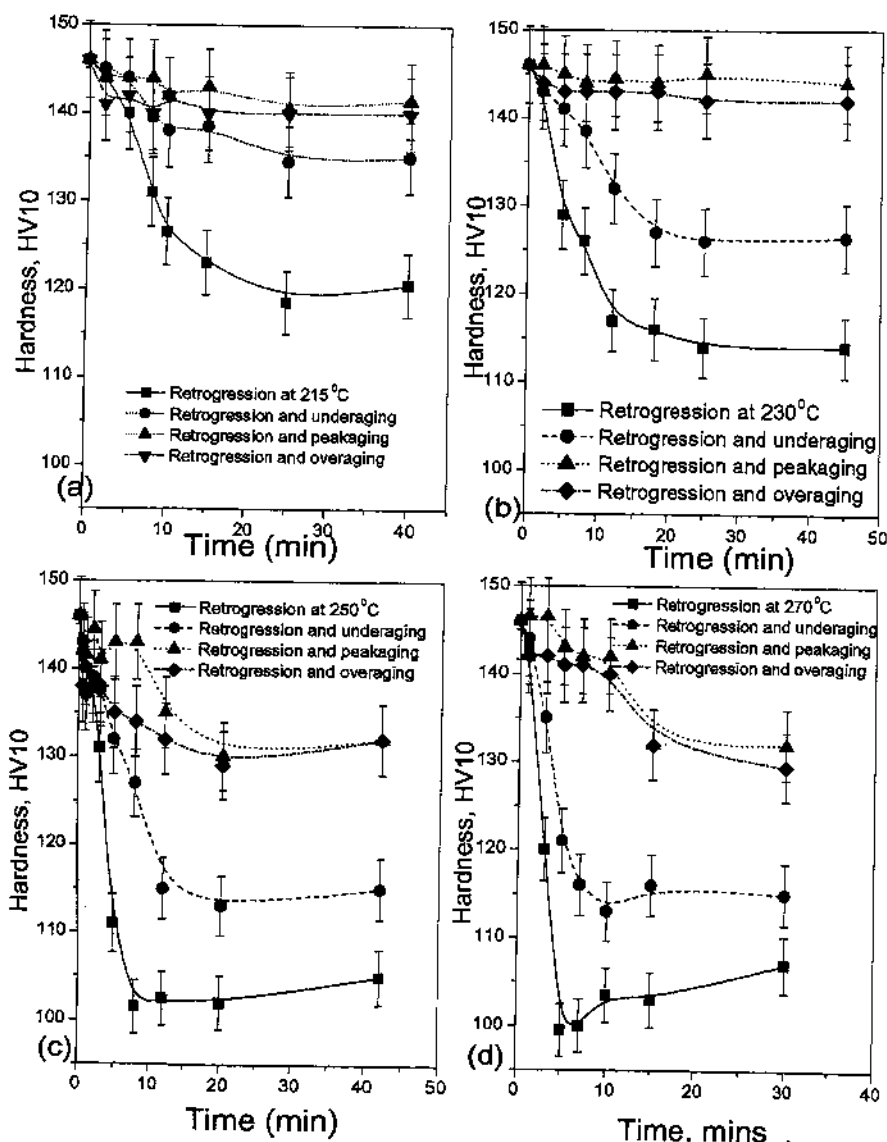 150
140
130
120
110
100
Hardness, HV10
Retrogression at 215 ⁰C
Retrogression and underaging
Retrogression and peakaging
Retrogression and overaging
(a)
0 10 20 30 40
Time (min)
150
140
130
120
110
100
Hardness, HV10
Retrogression at 230⁰C
Retrogression and underaging
Retrogression and peakaging
Retrogression and overaging
(b)
0 10 20 30 40 50
Time (min)
150
140
130
120
110
100
Hardness, HV10
Retrogression at 250⁰C
Retrogression and underaging
Retrogression and peakaging
Retrogression and overaging
(c)
0 10 20 30 40 50
Time (min)
150
140
130
120
110
100
Hardness, HV10
Retrogression at 270⁰C
Retrogression and underaging
Retrogression and peakaging
Retrogression and overaging
(d)
0 10 20 30 40
Time, mins